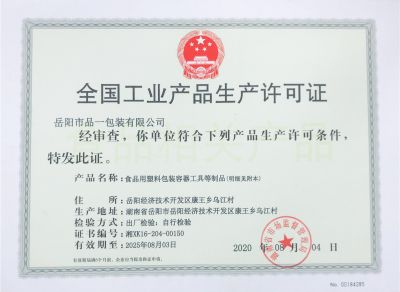 全国工业产品生产许可证
岳阳市品一包装有限公司
经审查,你单位符合下列产品生产许可条件,
特发此证。
产品名称:食品用塑料包装容器工具等制品(明细见附本)
住 所:岳阳经济技术开发区康王乡乌江村
生产地址:湖南省岳阳市岳阳经济技术开发区康王乡乌江村
检验方式:出厂检验:自行检验
证书编号:湘XK16-204-00150
有效期至:2025年08月03日
2020 08 04 日